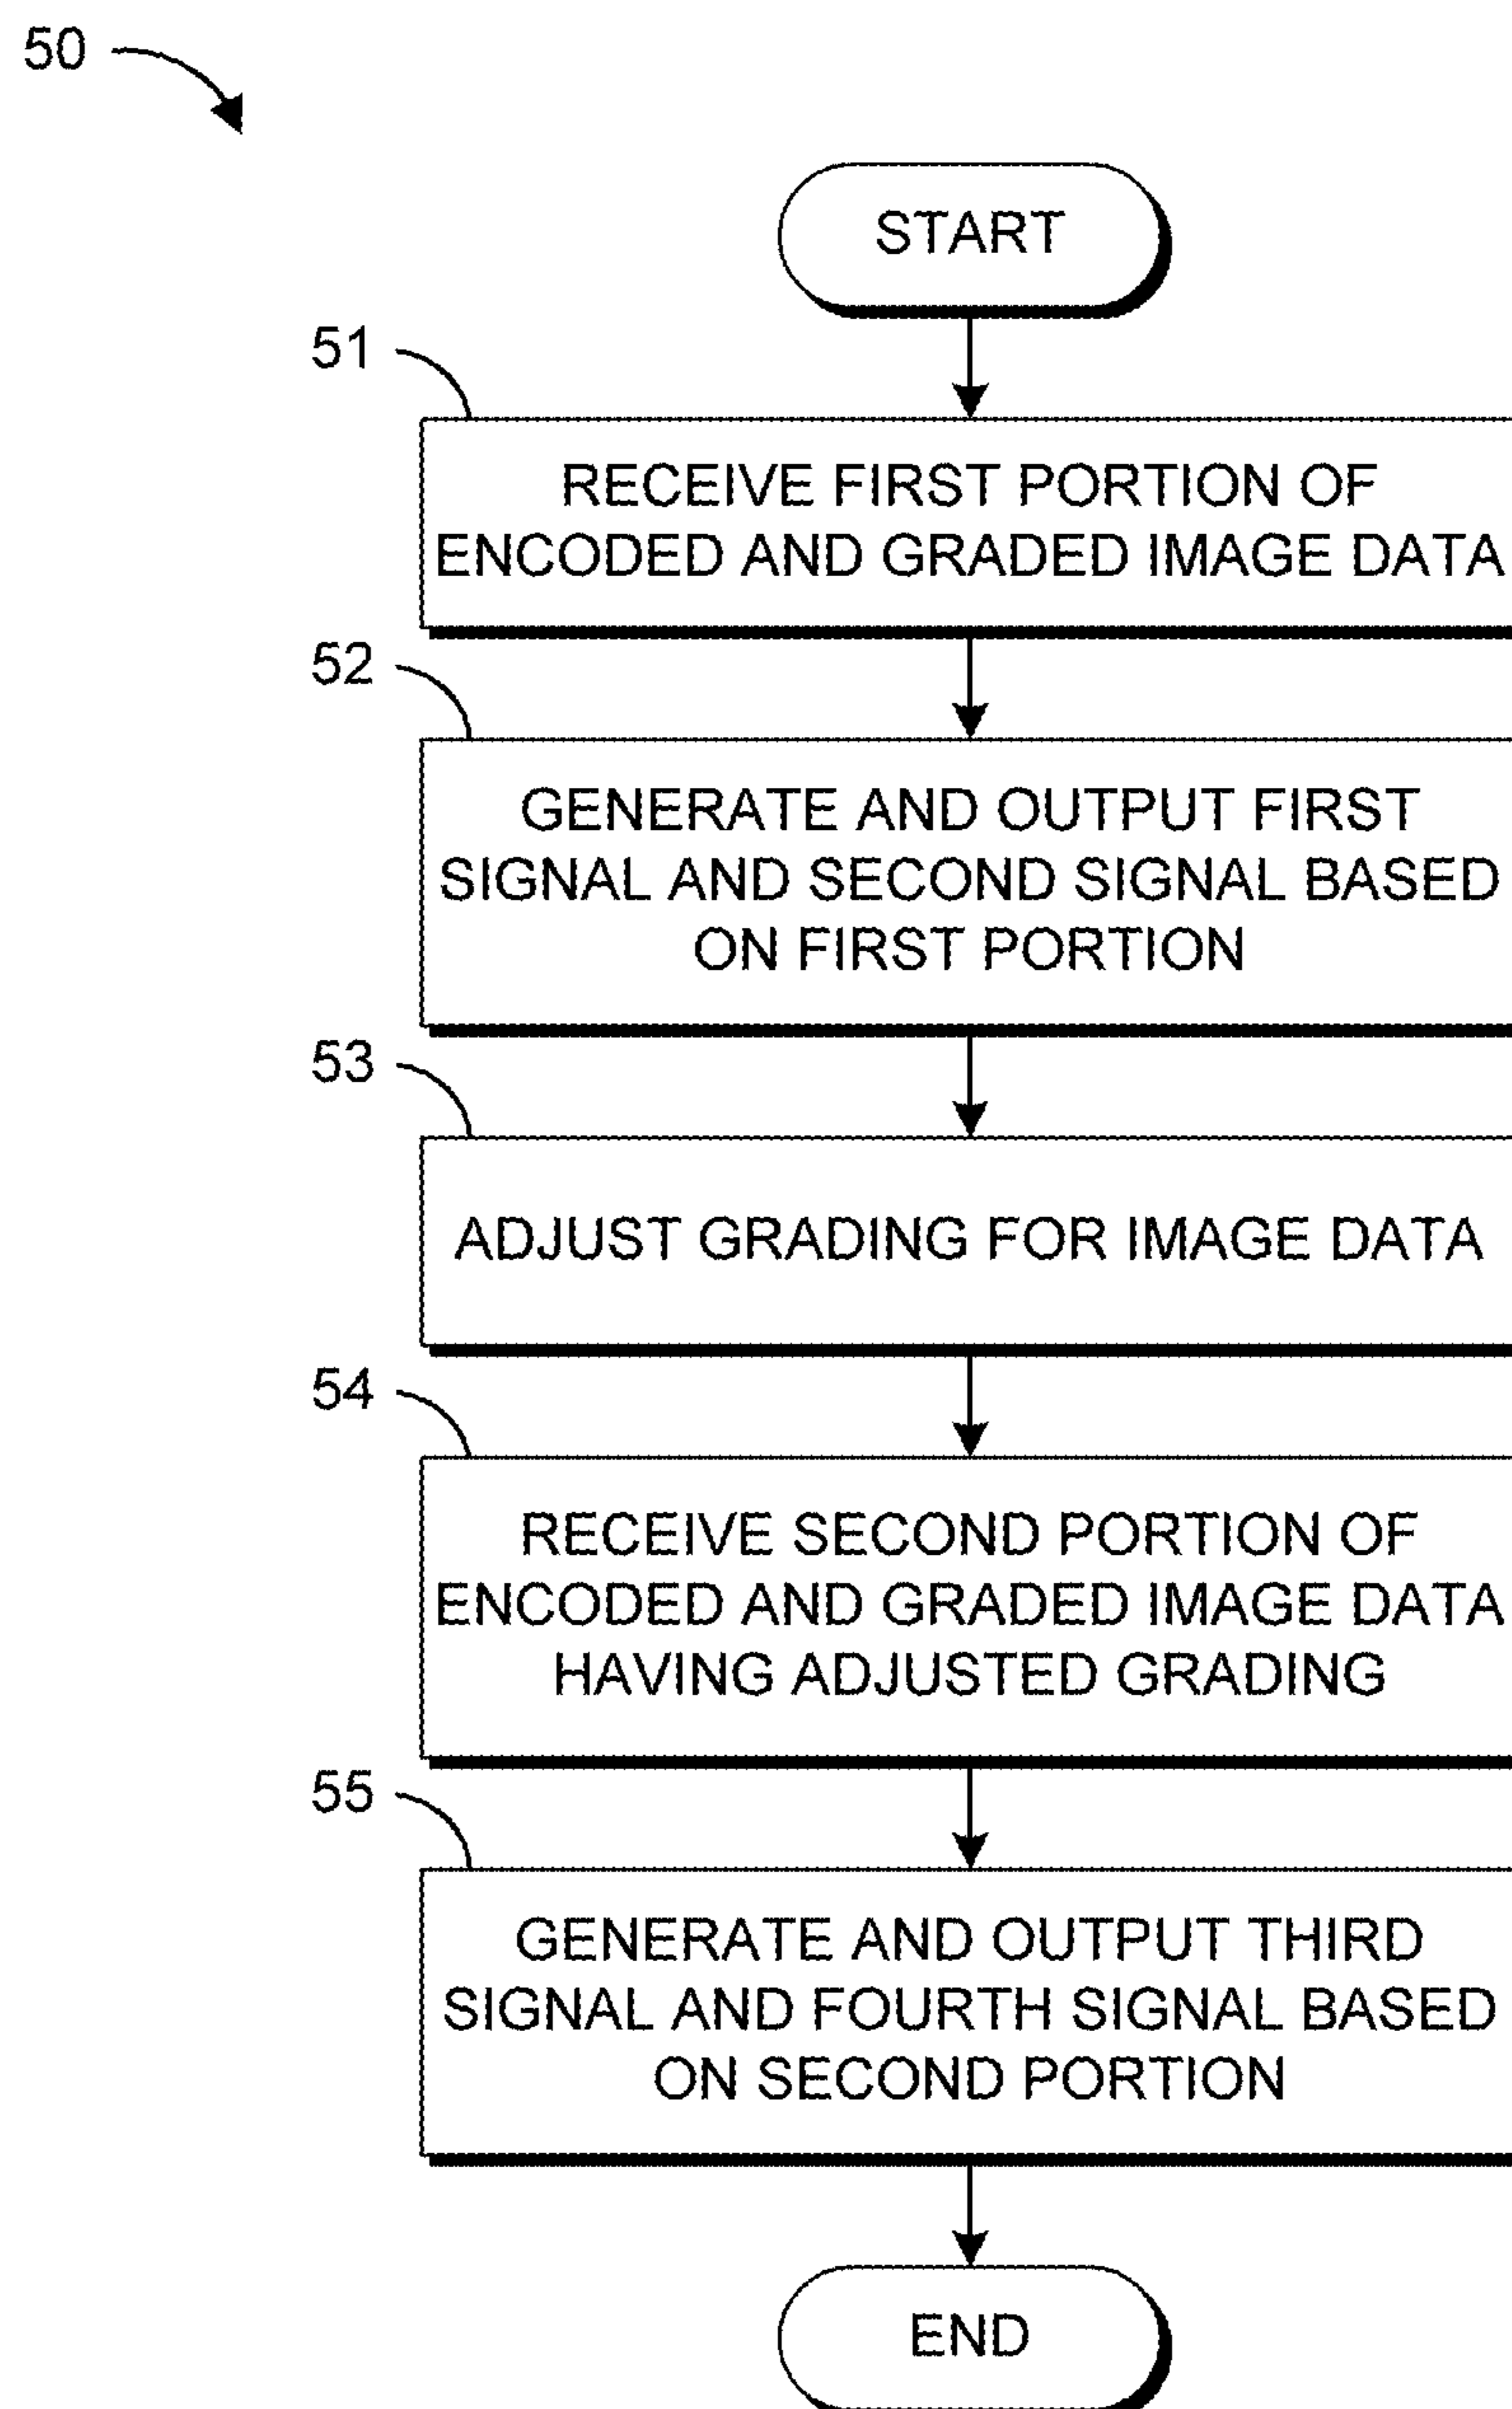 50
START
51
RECEIVE FIRST PORTION OF
ENCODED AND GRADED IMAGE DATA
52
GENERATE AND OUTPUT FIRST
SIGNAL AND SECOND SIGNAL BASED
ON FIRST PORTION
53
ADJUST GRADING FOR IMAGE DATA
54
RECEIVE SECOND PORTION OF
ENCODED AND GRADED IMAGE DATA
HAVING ADJUSTED GRADING
55
GENERATE AND OUTPUT THIRD
SIGNAL AND FOURTH SIGNAL BASED
ON SECOND PORTION
END